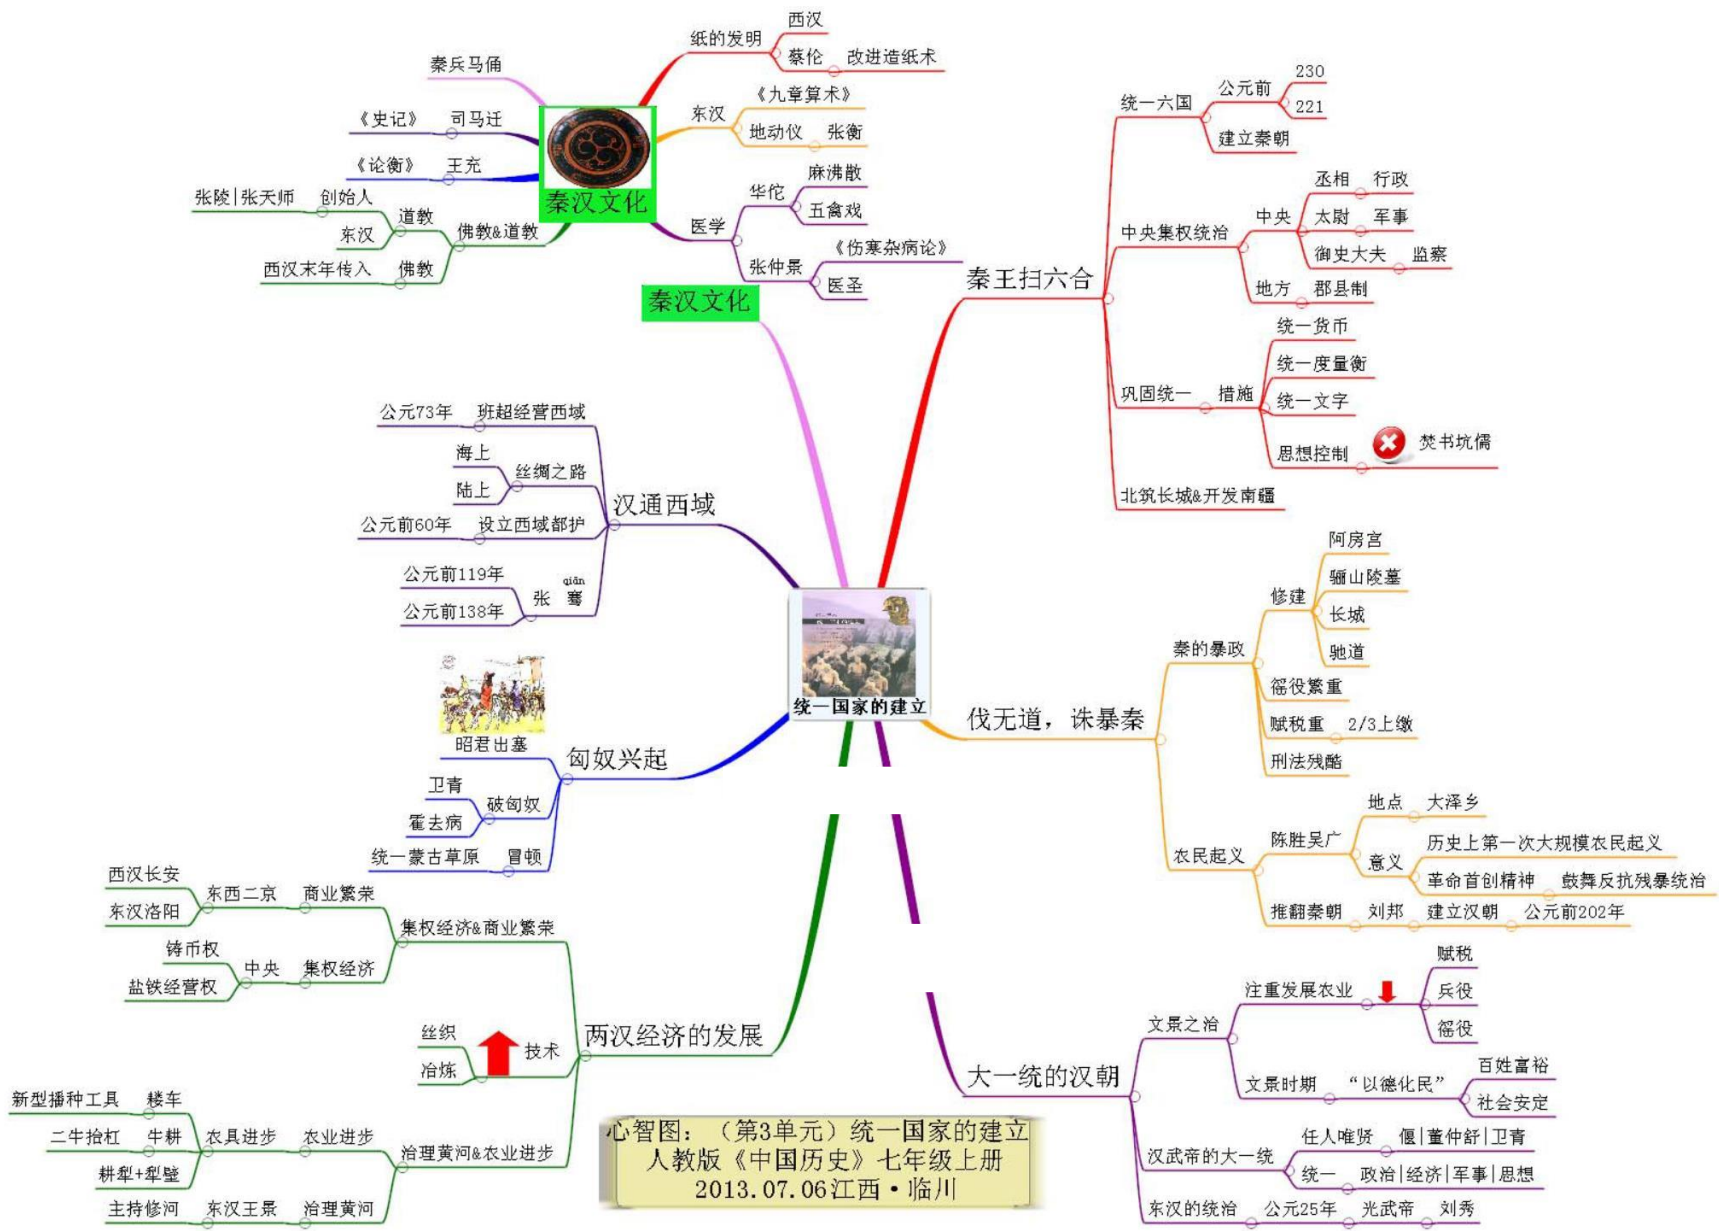 秦兵马俑
《史记》 司马迁
《论衡》 王充
张陵|张天师 创始人
道教
东汉
佛教&道教
西汉末年传入 佛教
秦汉文化
纸的发明
西汉
蔡伦 改进造纸术
东汉
《九章算术》
地动仪 张衡
医学
华佗
麻沸散
五禽戏
张仲景
《伤寒杂病论》
医圣
秦汉文化
秦王扫六合
统一六国
公元前
230
221
建立秦朝
中央集权统治
中央
丞相 行政
太尉 军事
御史大夫 监察
地方 郡县制
巩固统一 措施
统一货币
统一度量衡
统一文字
思想控制 焚书坑儒
北筑长城&开发南疆
汉通西域
公元73年 班超经营西域
海上
陆上
丝绸之路
公元前60年 设立西域都护
公元前119年
公元前138年
qiān
张 骞
统一国家的建立
伐无道，诛暴秦
秦的暴政
修建
阿房宫
骊山陵墓
长城
驰道
徭役繁重
赋税重 2/3上缴
刑法残酷
农民起义
陈胜吴广
地点 大泽乡
意义
历史上第一次大规模农民起义
革命首创精神 鼓舞反抗残暴统治
推翻秦朝 刘邦 建立汉朝 公元前202年
匈奴兴起
昭君出塞
卫青
霍去病
破匈奴
统一蒙古草原 冒顿
两汉经济的发展
西汉长安
东汉洛阳
东西二京 商业繁荣
集权经济&商业繁荣
铸币权
盐铁经营权
中央 集权经济
丝织
冶炼
技术
新型播种工具 耧车
二牛抬杠 牛耕
耕犁+犁壁
农具进步 农业进步
治理黄河&农业进步
主持修河 东汉王景 治理黄河
大一统的汉朝
文景之治
注重发展农业
赋税
兵役
徭役
文景时期 “以德化民”
百姓富裕
社会安定
汉武帝的大一统
任人唯贤 偃|董仲舒|卫青
统一 政治|经济|军事|思想
东汉的统治 公元25年 光武帝 刘秀
心智图：（第3单元）统一国家的建立
人教版《中国历史》七年级上册
2013.07.06江西·临川